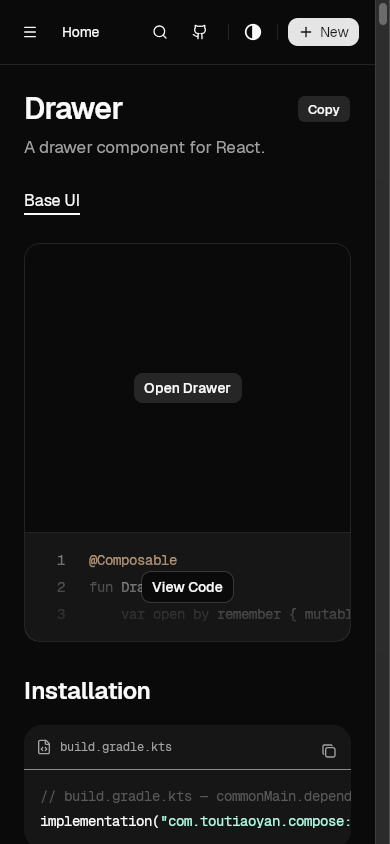 Home
New
Drawer
Copy
A drawer component for React.
Base UI
Open Drawer
1 @Composable
2 fun Dra
View Code
3 var open by remember { mutabl
Installation
build.gradle.kts
// build.gradle.kts — commonMain.depend
implementation("com.toutiaoyan.compose: